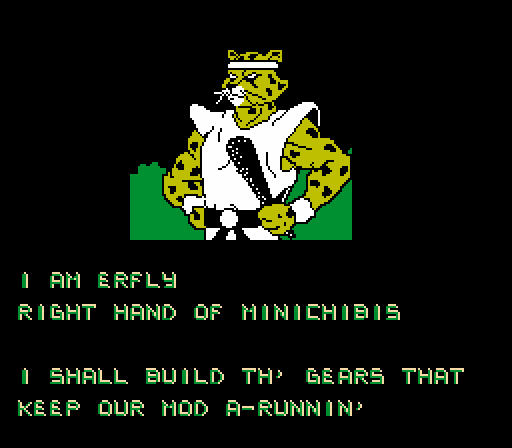 I AM ERFLY
RIGHT HAND OF MINICHIBIS
I SHALL BUILD TH' GEARS THAT
KEEP OUR MOD A-RUNNIN'